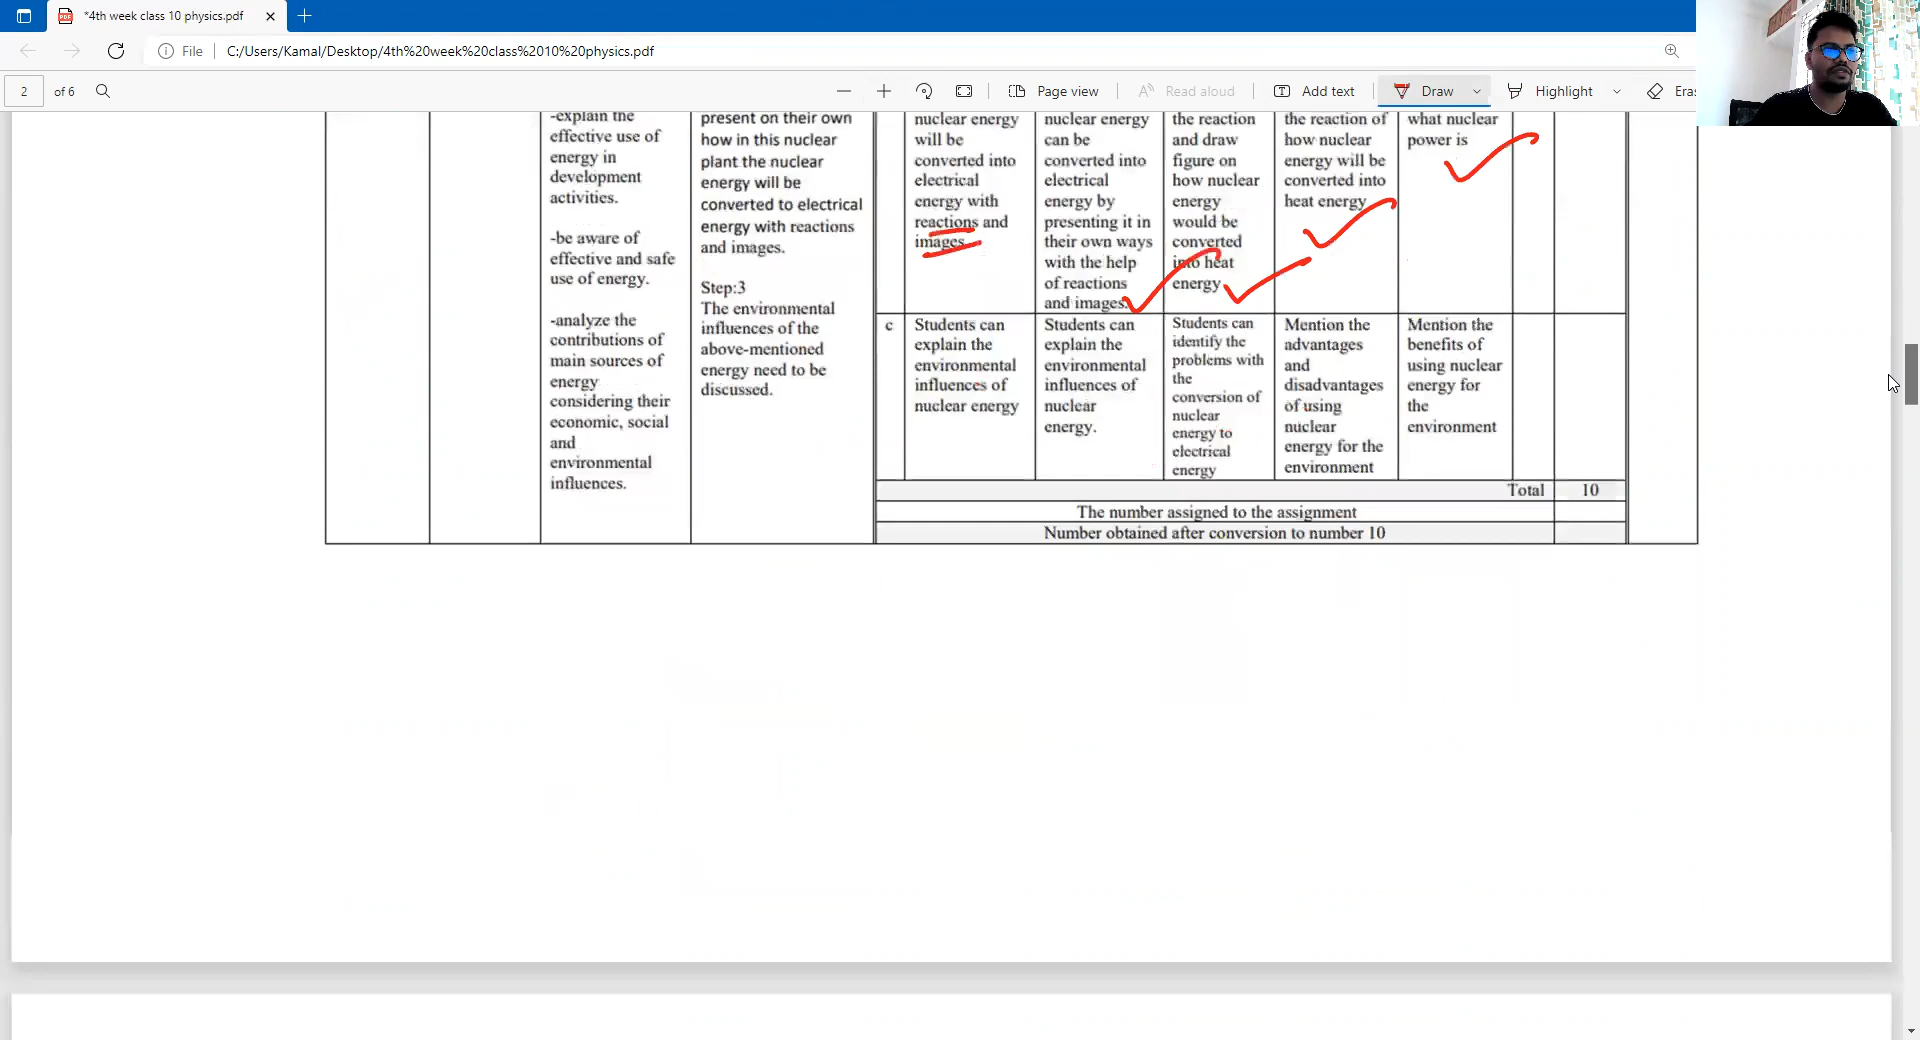 *4th week class 10 physics.pdf
File
C:/Users/Kamal/Desktop/4th%20week%20class%2010%20physics.pdf
2
of 6
Page view
Read aloud
Add text
Draw
Highlight
Eras
-explain the
effective use of
energy in
development
activities.
-be aware of
effective and safe
use of energy.
-analyze the
contributions of
main sources of
energy
considering their
economic, social
and
environmental
influences.
present on their own
how in this nuclear
plant the nuclear
energy will be
converted to electrical
energy with reactions
and images.
Step:3
The environmental
influences of the
above-mentioned
energy need to be
discussed.
nuclear energy
will be
converted into
electrical
energy with
reactions and
images.
nuclear energy
can be
converted into
electrical
energy by
presenting it in
their own ways
with the help
of reactions
and images.
the reaction
and draw
figure on
how nuclear
energy
would be
converted
into heat
energy
the reaction of
how nuclear
energy will be
converted into
heat energy
what nuclear
power is
c
Students can
explain the
environmental
influences of
nuclear energy
Students can
explain the
environmental
influences of
nuclear
energy.
Students can
identify the
problems with
the
conversion of
nuclear
energy to
electrical
energy
Mention the
advantages
and
disadvantages
of using
nuclear
energy for the
environment
Mention the
benefits of
using nuclear
energy for
the
environment
Total
10
The number assigned to the assignment
Number obtained after conversion to number 10